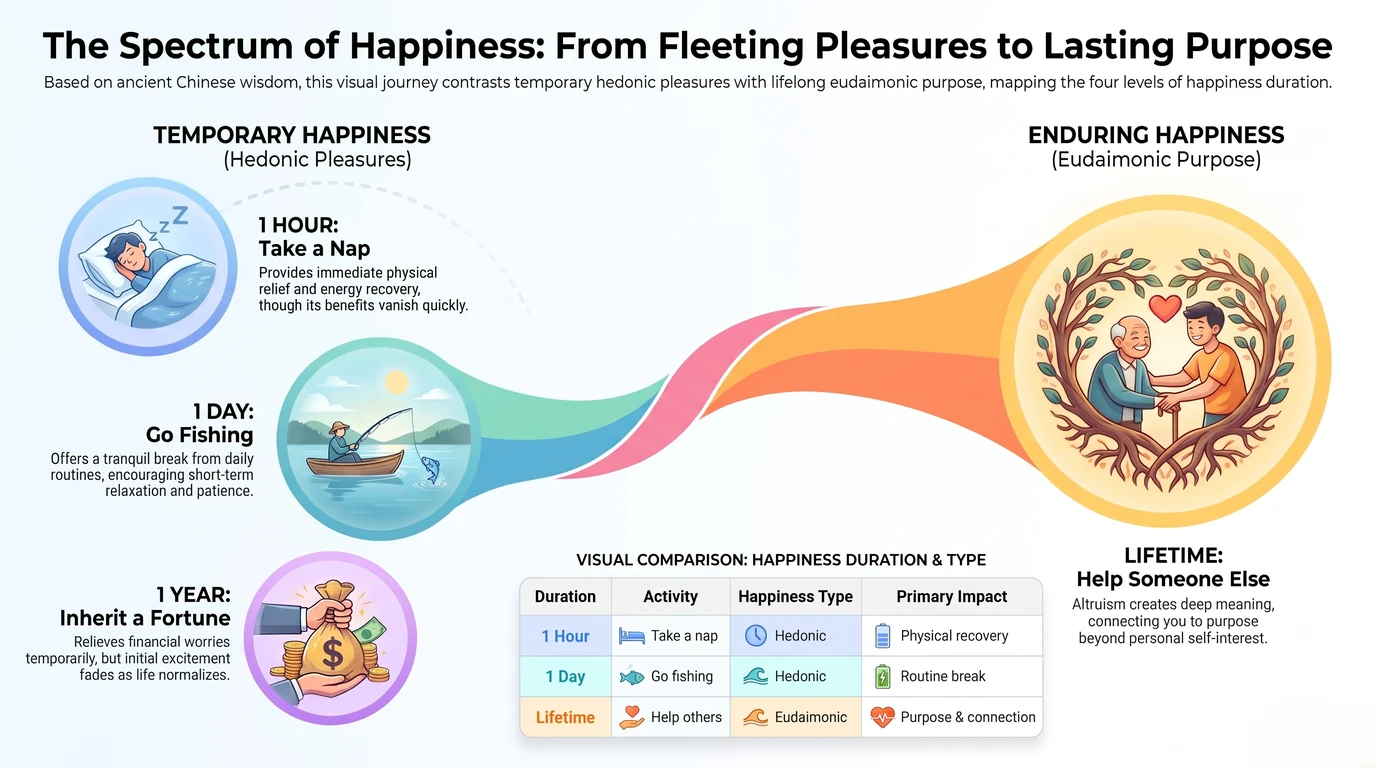 The Spectrum of Happiness: From Fleeting Pleasures to Lasting Purpose
Based on ancient Chinese wisdom, this visual journey contrasts temporary hedonic pleasures with lifelong eudaimonic purpose, mapping the four levels of happiness duration.
TEMPORARY HAPPINESS
(Hedonic Pleasures)
z z Z
1 HOUR:
Take a Nap
Provides immediate physical
relief and energy recovery,
though its benefits vanish quickly.
1 DAY:
Go Fishing
Offers a tranquil break from daily
routines, encouraging short-term
relaxation and patience.
1 YEAR:
Inherit a Fortune
Relieves financial worries
temporarily, but initial excitement
fades as life normalizes.
$
ENDURING HAPPINESS
(Eudaimonic Purpose)
LIFETIME:
Help Someone Else
Altruism creates deep meaning,
connecting you to purpose
beyond personal self-interest.
VISUAL COMPARISON: HAPPINESS DURATION & TYPE
Duration Activity Happiness Type Primary Impact
1 Hour Take a nap Hedonic Physical recovery
1 Day Go fishing Hedonic Routine break
Lifetime Help others Eudaimonic Purpose & connection